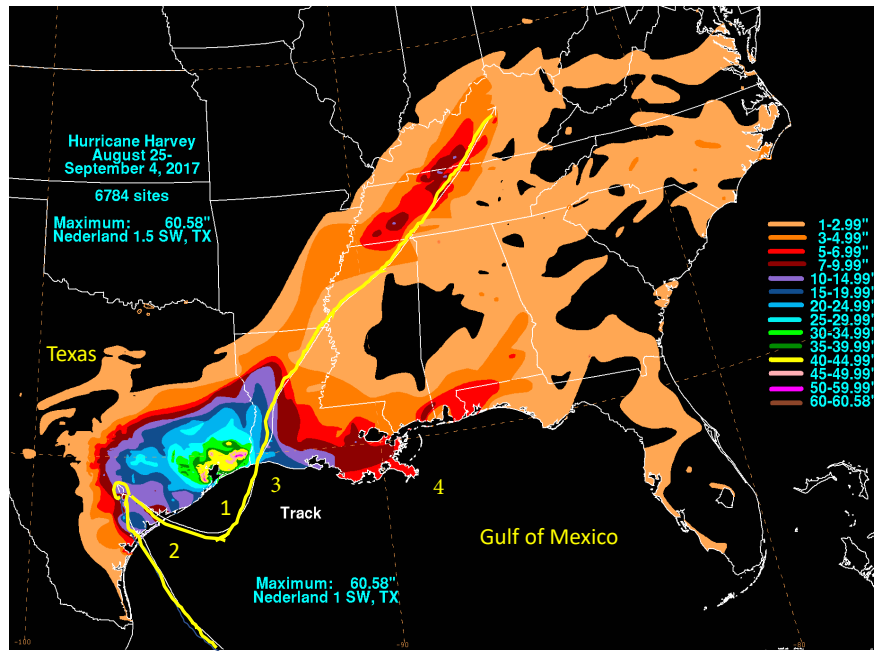 Hurricane Harvey
August 25-
September 4, 2017
6784 sites
Maximum: 60.58"
Nederland 1.5 SW, TX
1-2.99"
3-4.99"
5-6.99"
7-9.99"
10-14.99"
15-19.99"
20-24.99"
25-29.99"
30-34.99"
35-39.99"
40-44.99"
45-49.99"
50-59.99"
60-60.58"
Texas
1
2
3
4
Track
Gulf of Mexico
Maximum: 60.58"
Nederland 1 SW, TX
-100
-90
-80